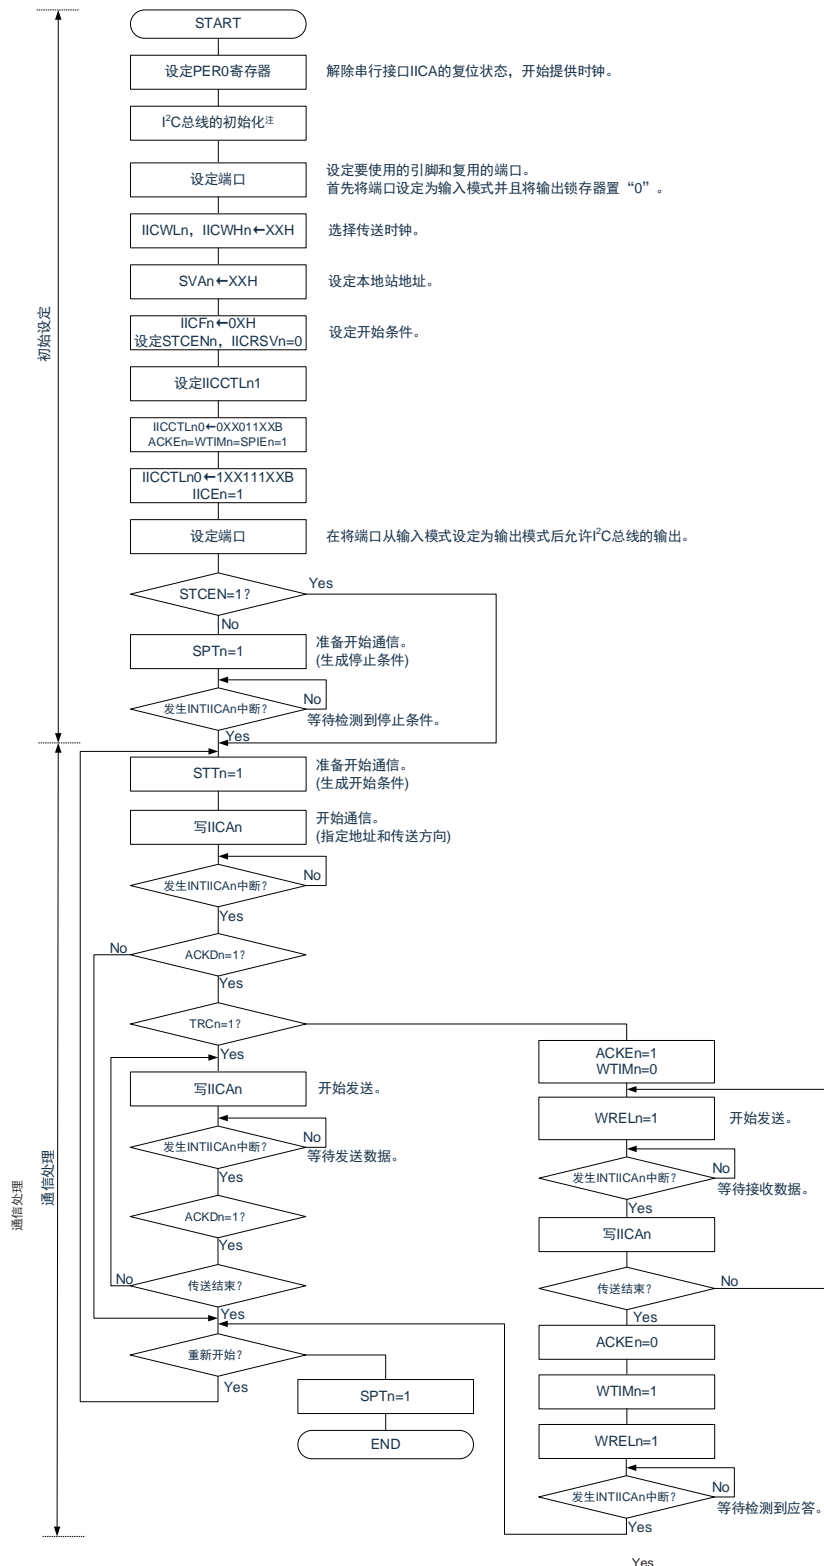 START
设定PER0寄存器
解除串行接口IICA的复位状态，开始提供时钟。
I²C总线的初始化注
设定端口
设定要使用的引脚和复用的端口。
首先将端口设定为输入模式并且将输出锁存器置“0”。
IICWLn，IICWHn←XXH
选择传送时钟。
SVAn←XXH
设定本地站地址。
IICFn←0XH
设定STCENn，IICRSVn=0
设定开始条件。
设定IICCTLn1
IICCTLn0←0XX011XXB
ACKEn=WTIMn=SPIEn=1
IICCTLn0←1XX111XXB
IICEn=1
设定端口
在将端口从输入模式设定为输出模式后允许I²C总线的输出。
STCEN=1？
Yes
No
SPTn=1
准备开始通信。
(生成停止条件)
发生INTIICAn中断？
No
等待检测到停止条件。
Yes
初始设定
STTn=1
准备开始通信。
(生成开始条件)
写IICAn
开始通信。
(指定地址和传送方向)
发生INTIICAn中断？
No
Yes
ACKDn=1？
No
Yes
TRCn=1？
Yes
写IICAn
开始发送。
发生INTIICAn中断？
No
等待发送数据。
Yes
ACKDn=1？
Yes
传送结束？
No
Yes
重新开始？
Yes
SPTn=1
END
ACKEn=1
WTIMn=0
WRELn=1
开始发送。
发生INTIICAn中断？
No
等待接收数据。
Yes
写IICAn
传送结束？
No
Yes
ACKEn=0
WTIMn=1
WRELn=1
发生INTIICAn中断？
No
等待检测到应答。
Yes
通信处理
通信处理
Yes